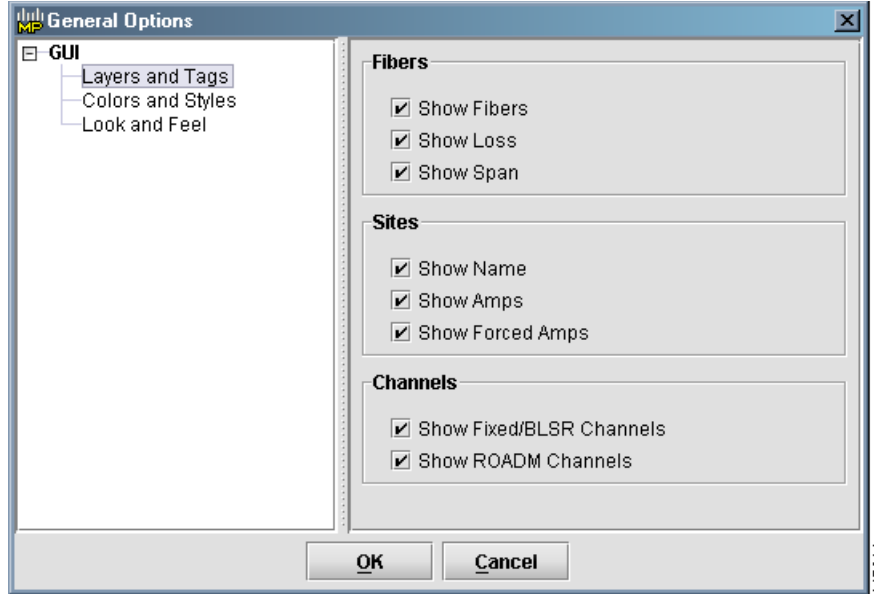 MP General Options
GUI
Layers and Tags
Colors and Styles
Look and Feel
Fibers
Show Fibers
Show Loss
Show Span
Sites
Show Name
Show Amps
Show Forced Amps
Channels
Show Fixed/BLSR Channels
Show ROADM Channels
OK
Cancel